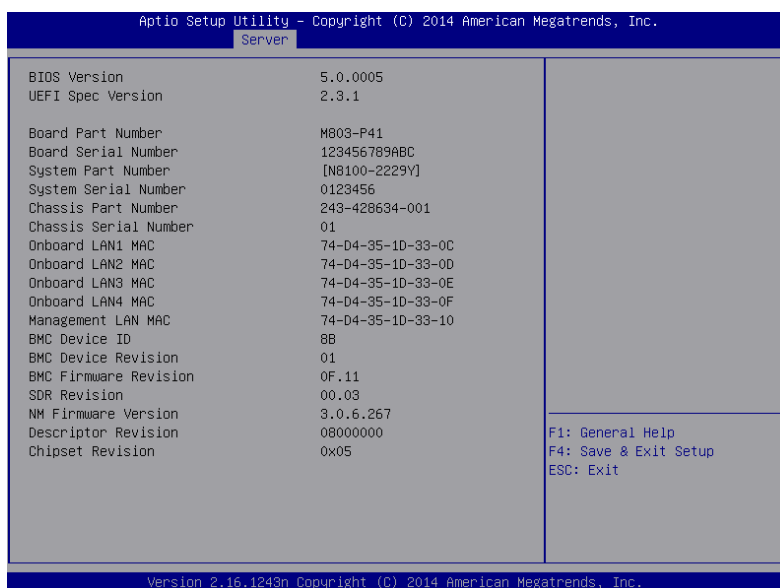 Aptio Setup Utility – Copyright (C) 2014 American Megatrends, Inc.
Server
BIOS Version 5.0.0005
UEFI Spec Version 2.3.1
Board Part Number M803-P41
Board Serial Number 123456789ABC
System Part Number [N8100-2229Y]
System Serial Number 0123456
Chassis Part Number 243-428634-001
Chassis Serial Number 01
Onboard LAN1 MAC 74-D4-35-1D-33-0C
Onboard LAN2 MAC 74-D4-35-1D-33-0D
Onboard LAN3 MAC 74-D4-35-1D-33-0E
Onboard LAN4 MAC 74-D4-35-1D-33-0F
Management LAN MAC 74-D4-35-1D-33-10
BMC Device ID 8B
BMC Device Revision 01
BMC Firmware Revision 0F.11
SDR Revision 00.03
NM Firmware Version 3.0.6.267
Descriptor Revision 08000000
Chipset Revision 0x05
F1: General Help
F4: Save & Exit Setup
ESC: Exit
Version 2.16.1243n Copyright (C) 2014 American Megatrends, Inc.